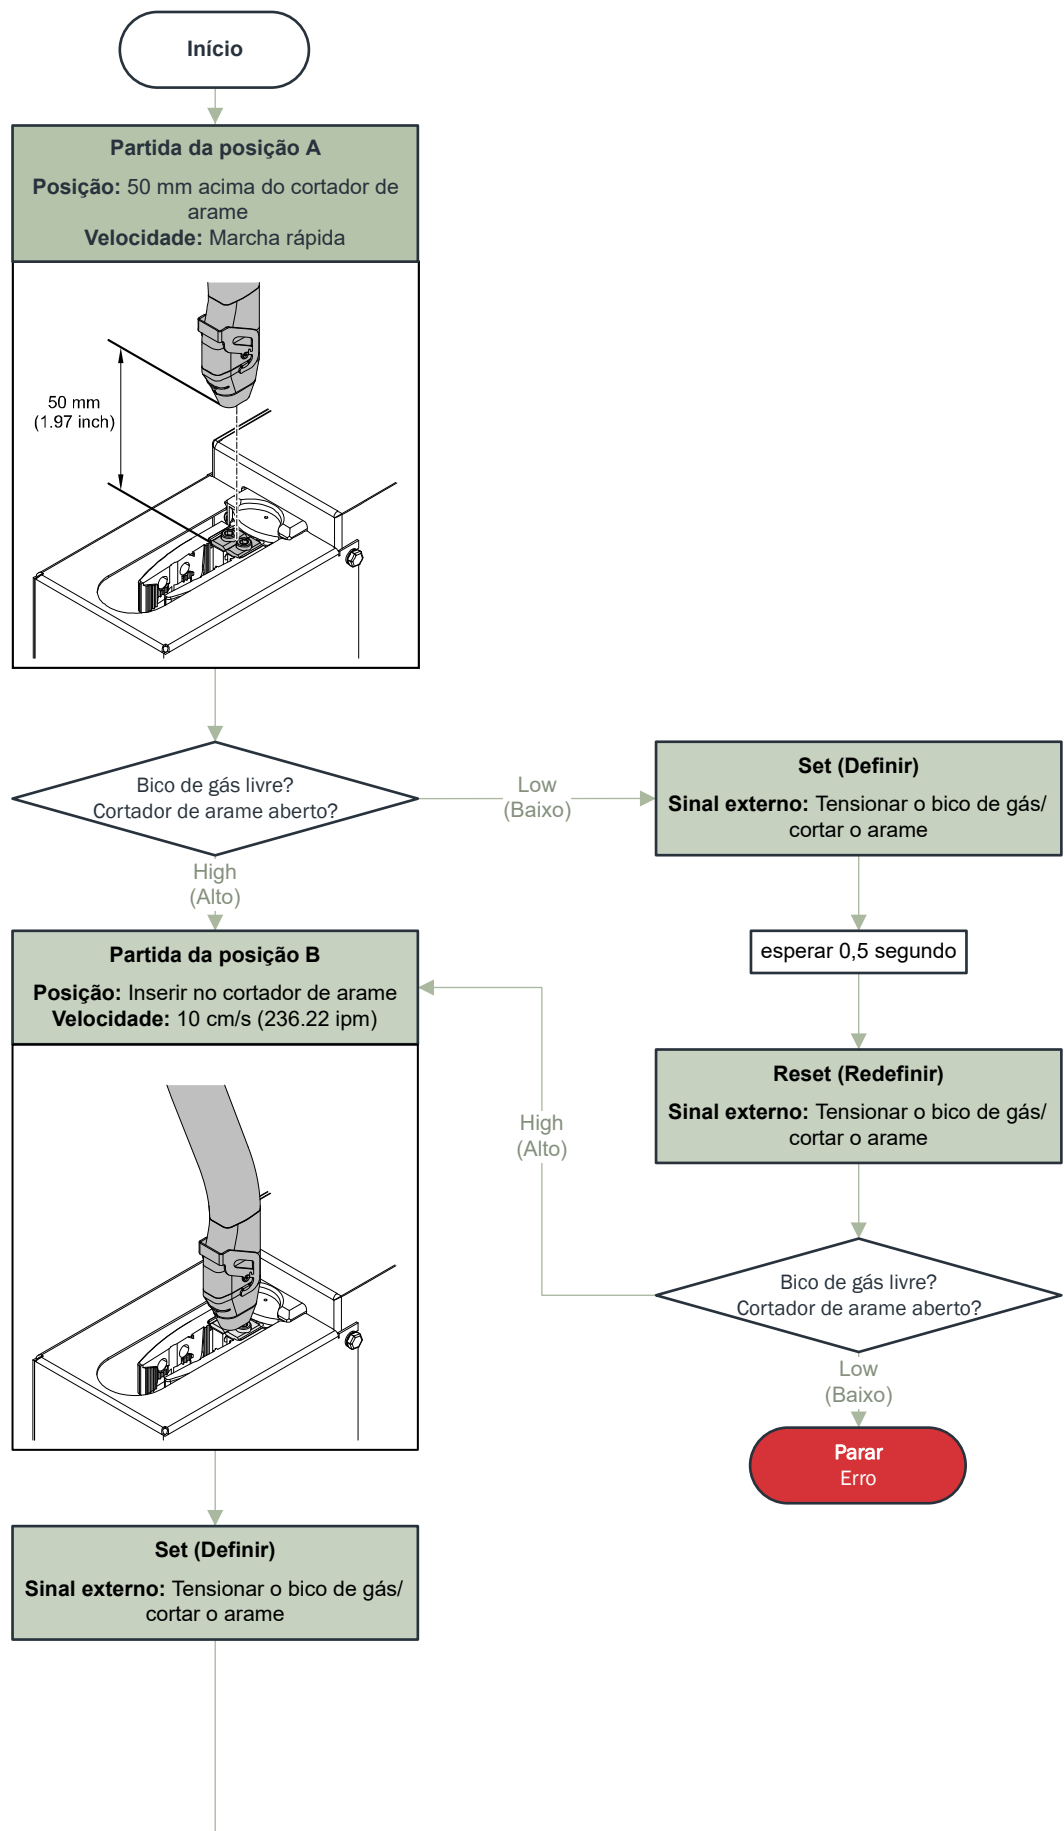 Início
Partida da posição A
Posição: 50 mm acima do cortador de
arame
Velocidade: Marcha rápida
50 mm
(1.97 inch)
Bico de gás livre?
Cortador de arame aberto?
Low
(Baixo)
Set (Definir)
Sinal externo: Tensionar o bico de gás/
cortar o arame
High
(Alto)
esperar 0,5 segundo
Partida da posição B
Posição: Inserir no cortador de arame
Velocidade: 10 cm/s (236.22 ipm)
Reset (Redefinir)
Sinal externo: Tensionar o bico de gás/
cortar o arame
High
(Alto)
Bico de gás livre?
Cortador de arame aberto?
Low
(Baixo)
Parar
Erro
Set (Definir)
Sinal externo: Tensionar o bico de gás/
cortar o arame